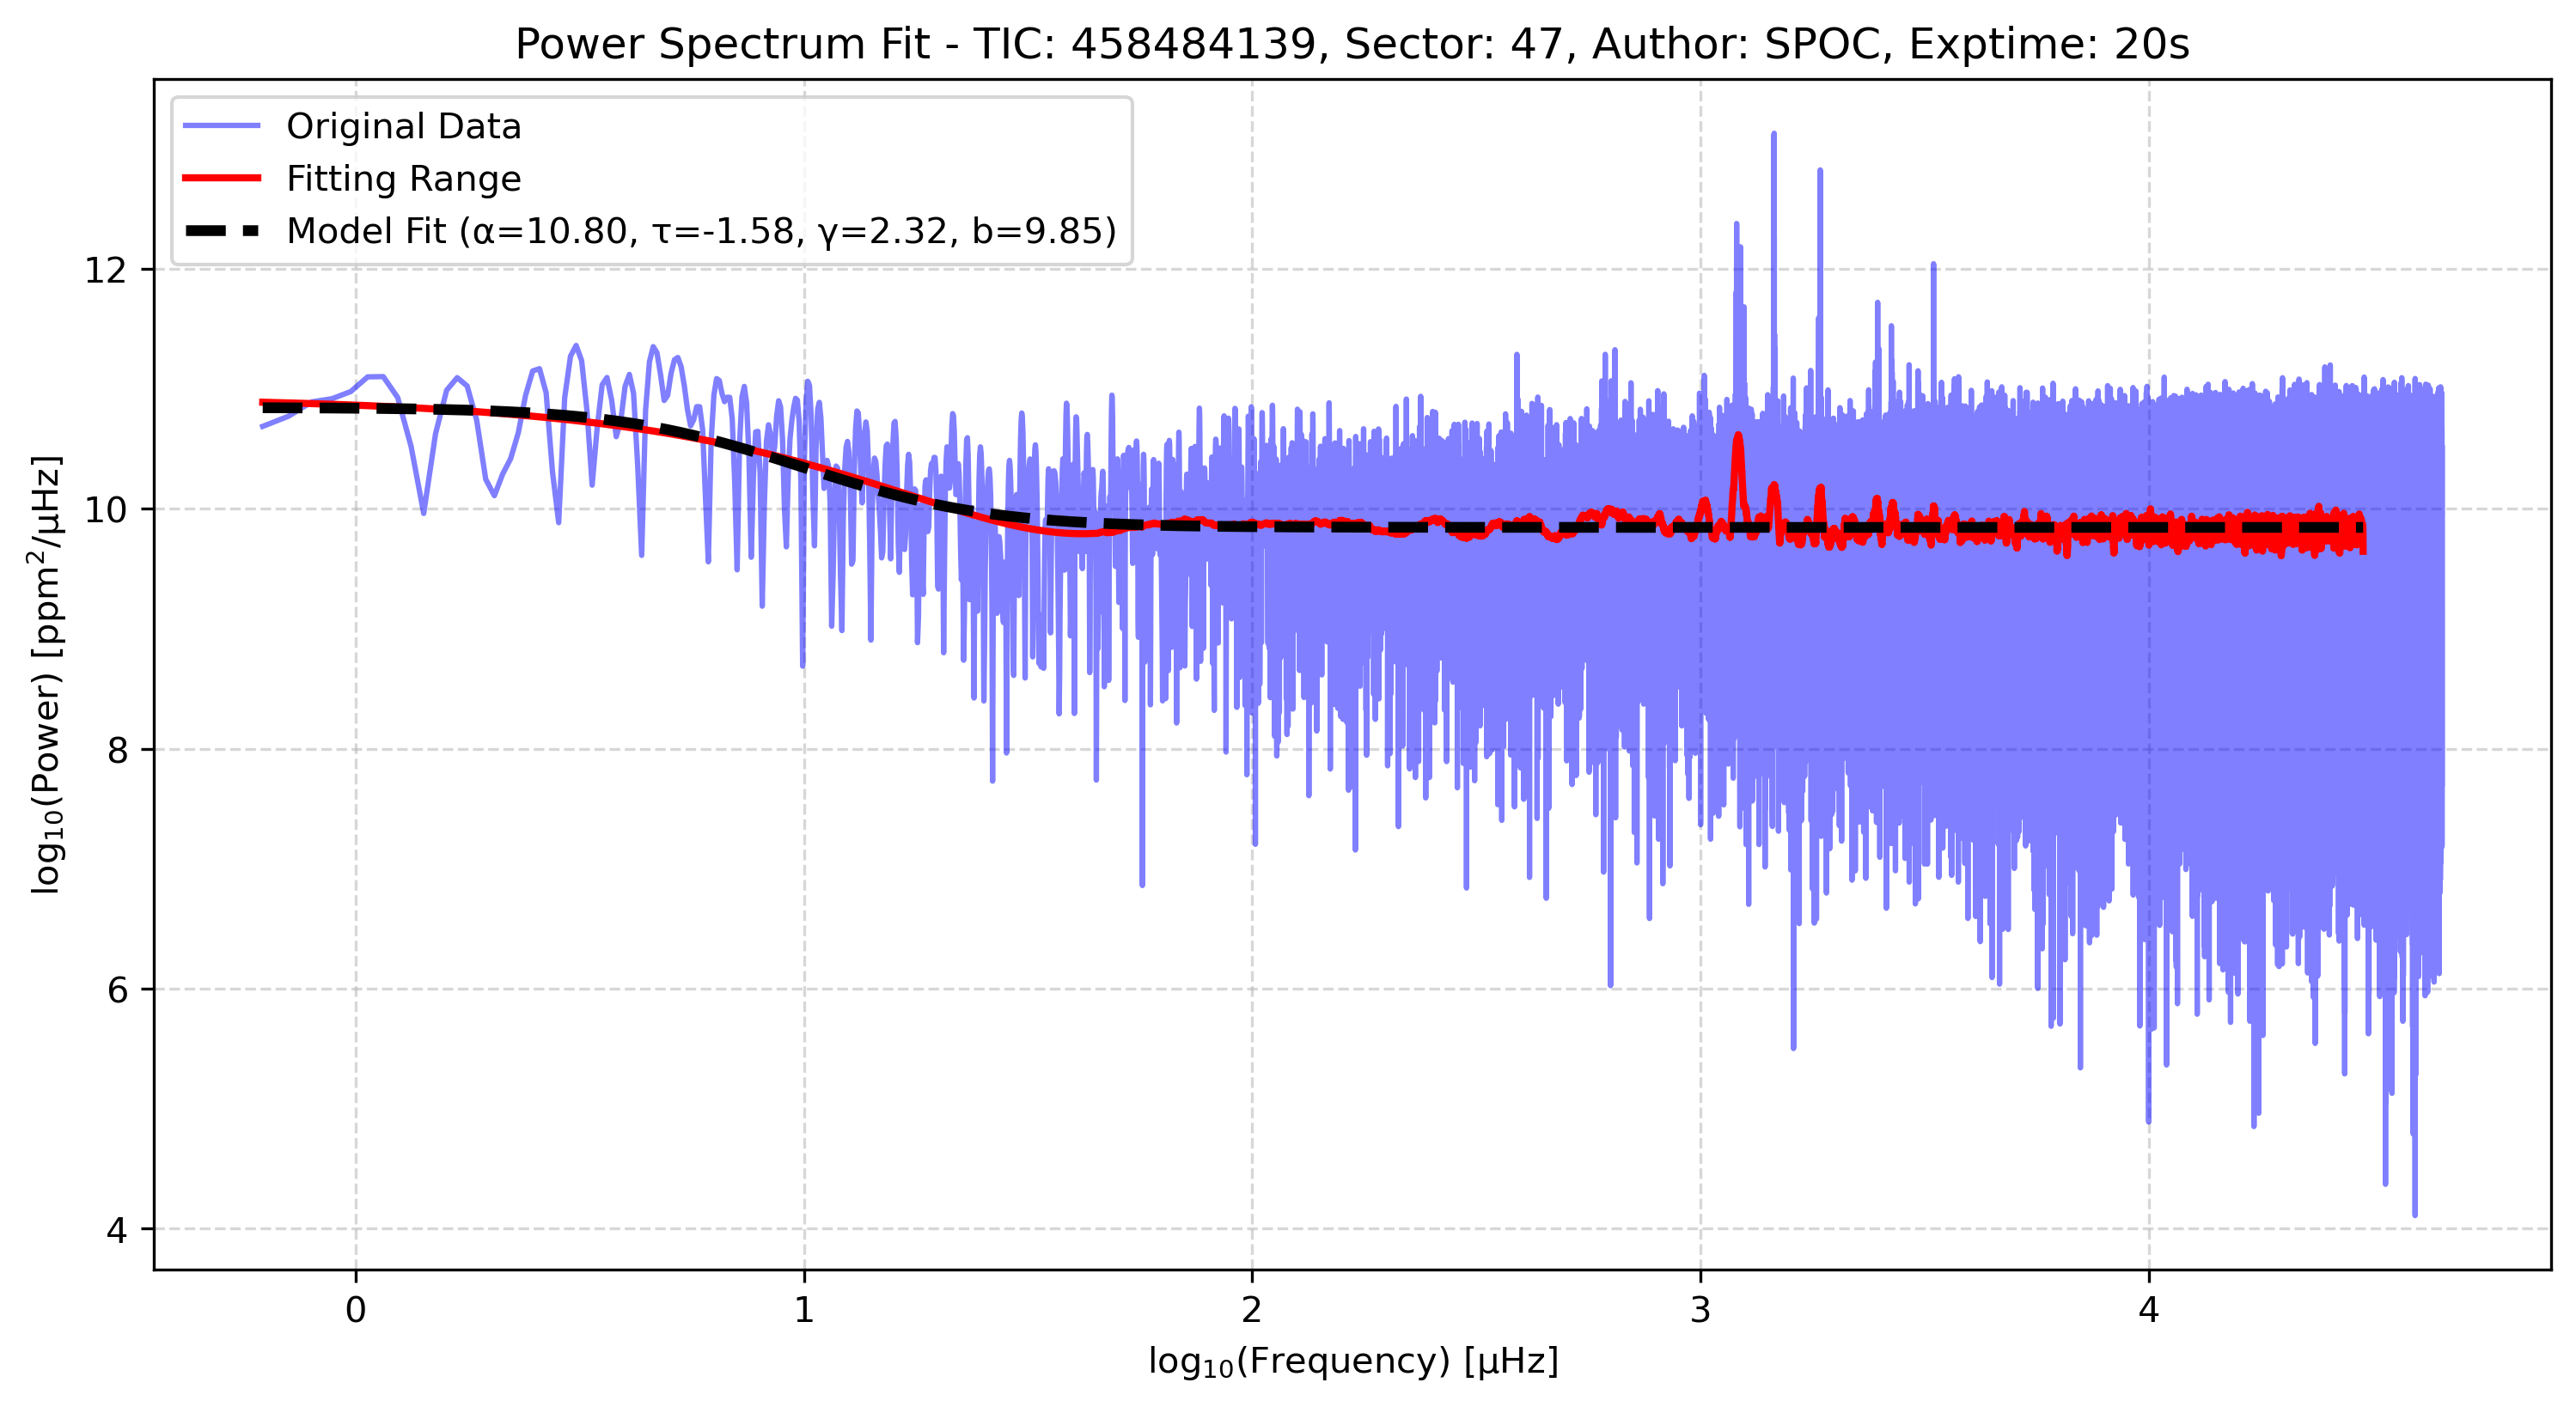 Power Spectrum Fit - TIC: 458484139, Sector: 47, Author: SPOC, Exptime: 20s
Original Data
Fitting Range
Model Fit (α=10.80, τ=-1.58, γ=2.32, b=9.85)
log₁₀(Power) [ppm²/μHz]
12
10
8
6
4
0 1 2 3 4
log₁₀(Frequency) [μHz]